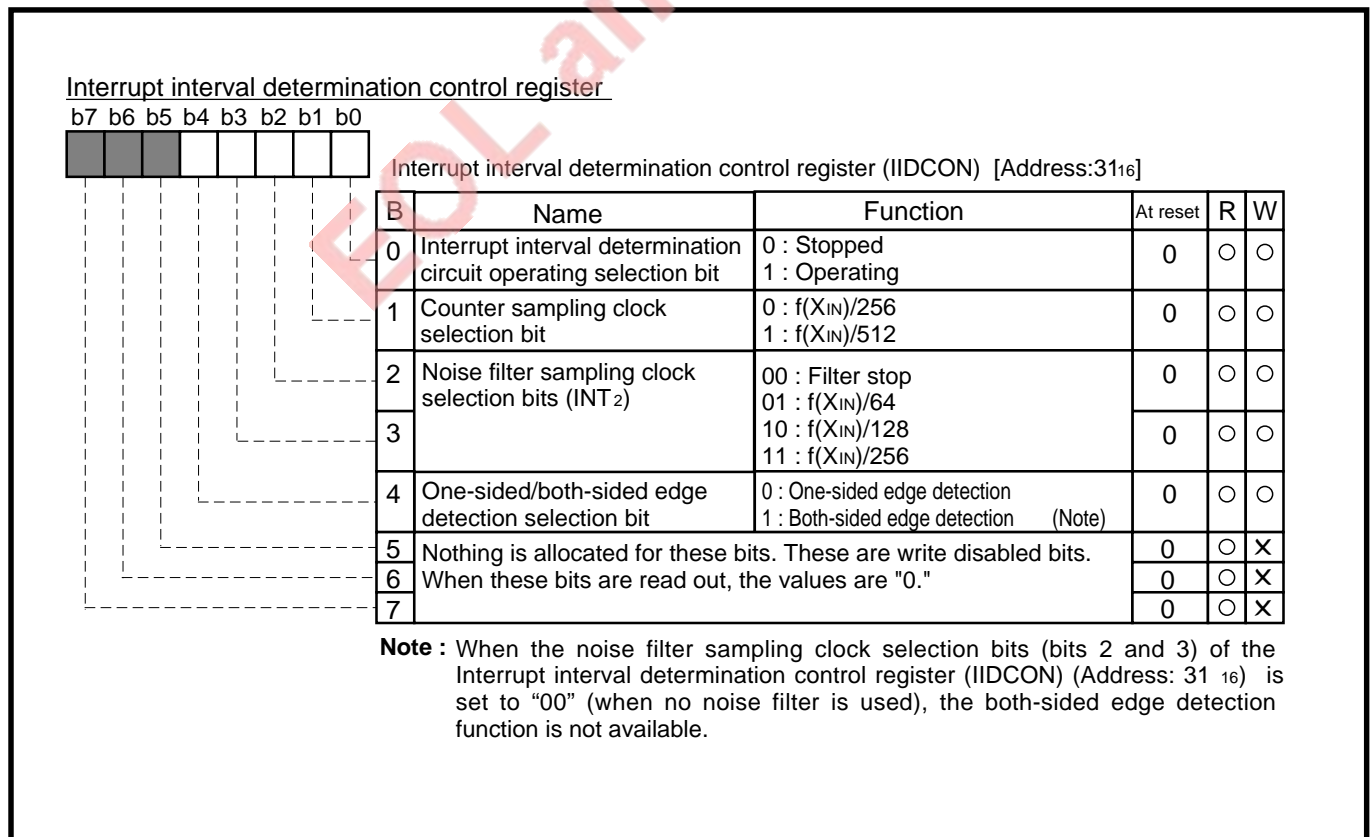 EOL an
Interrupt interval determination control register
b7 b6 b5 b4 b3 b2 b1 b0
Interrupt interval determination control register (IIDCON) [Address:3116]
B Name Function At reset R W
0 Interrupt interval determination circuit operating selection bit 0 : Stopped 1 : Operating 0 ○ ○
1 Counter sampling clock selection bit 0 : f(XIN)/256 1 : f(XIN)/512 0 ○ ○
2 Noise filter sampling clock selection bits (INT2) 00 : Filter stop 01 : f(XIN)/64 0 ○ ○
3 10 : f(XIN)/128 11 : f(XIN)/256 0 ○ ○
4 One-sided/both-sided edge detection selection bit 0 : One-sided edge detection 1 : Both-sided edge detection (Note) 0 ○ ○
5 Nothing is allocated for these bits. These are write disabled bits. 0 ○ ×
6 When these bits are read out, the values are "0." 0 ○ ×
7 0 ○ ×
Note : When the noise filter sampling clock selection bits (bits 2 and 3) of the
Interrupt interval determination control register (IIDCON) (Address: 31 16) is
set to “00” (when no noise filter is used), the both-sided edge detection
function is not available.